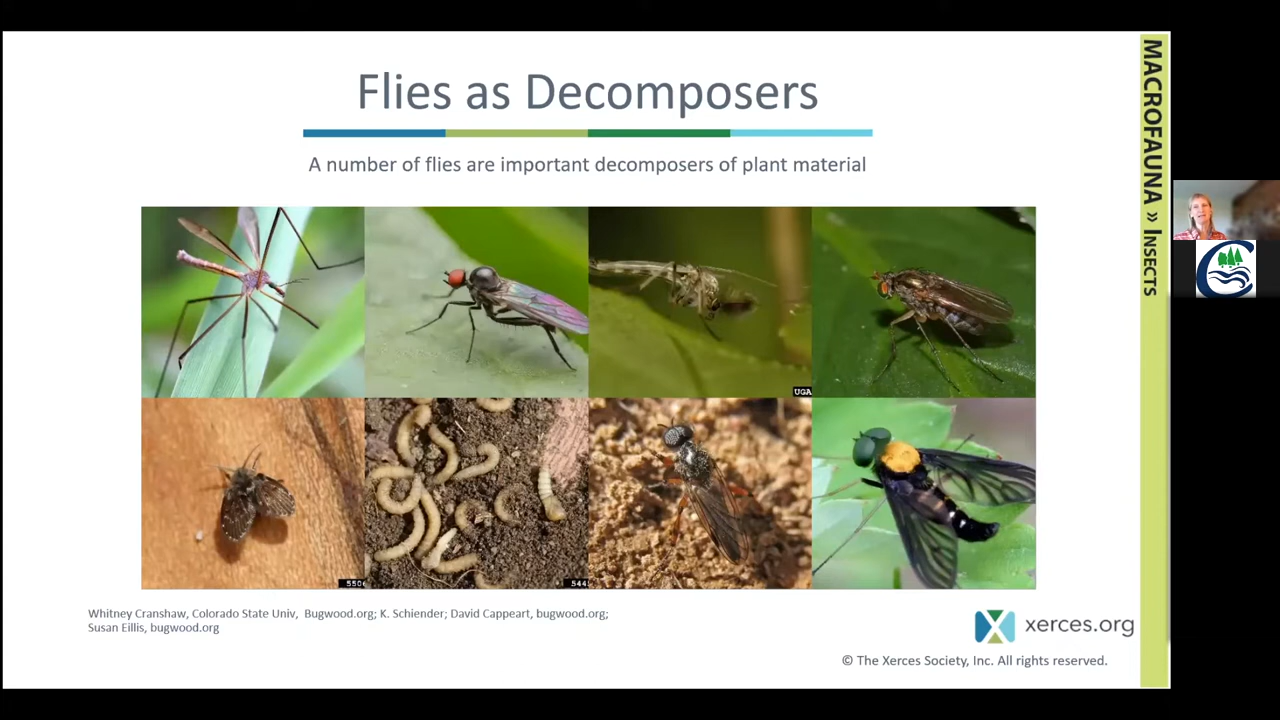 Flies as Decomposers
A number of flies are important decomposers of plant material
MACROFAUNA » INSECTS
UGA
550
544
Whitney Cranshaw, Colorado State Univ,  Bugwood.org; K. Schiender; David Cappeart, bugwood.org;
Susan Eillis, bugwood.org
xerces.org
© The Xerces Society, Inc. All rights reserved.